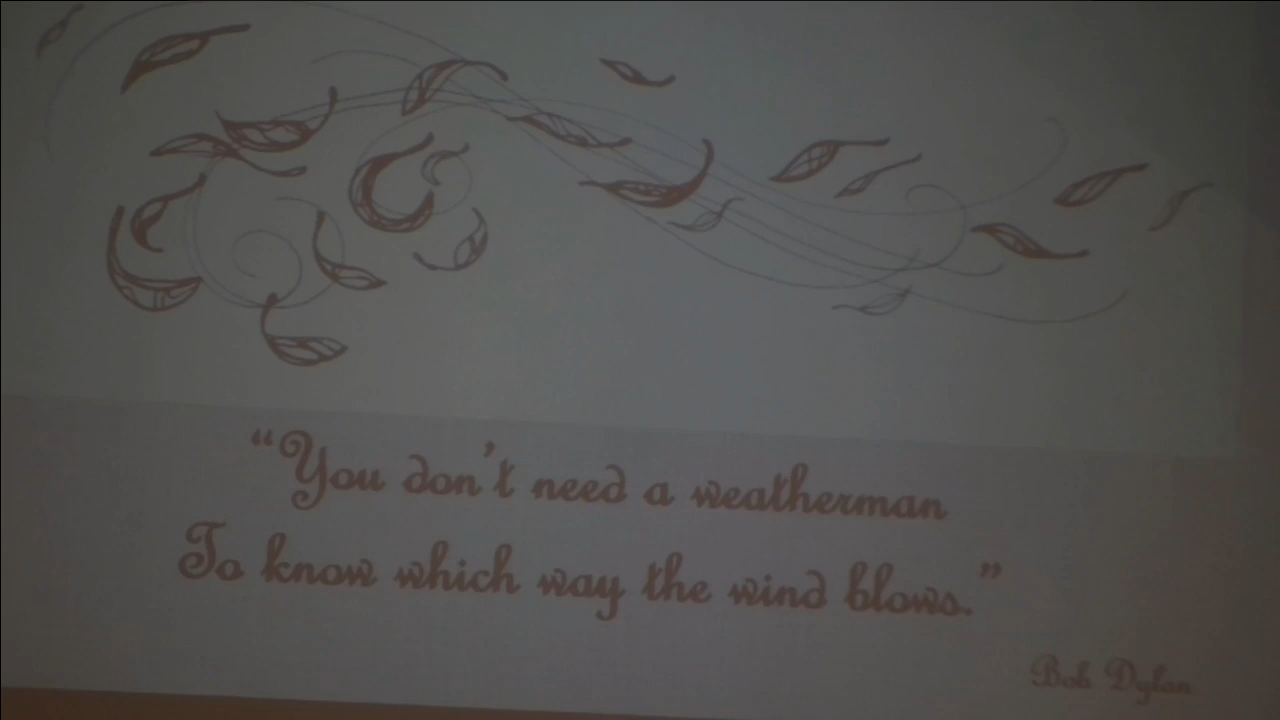 “You don't need a weatherman
To know which way the wind blows.”
Bob Dylan